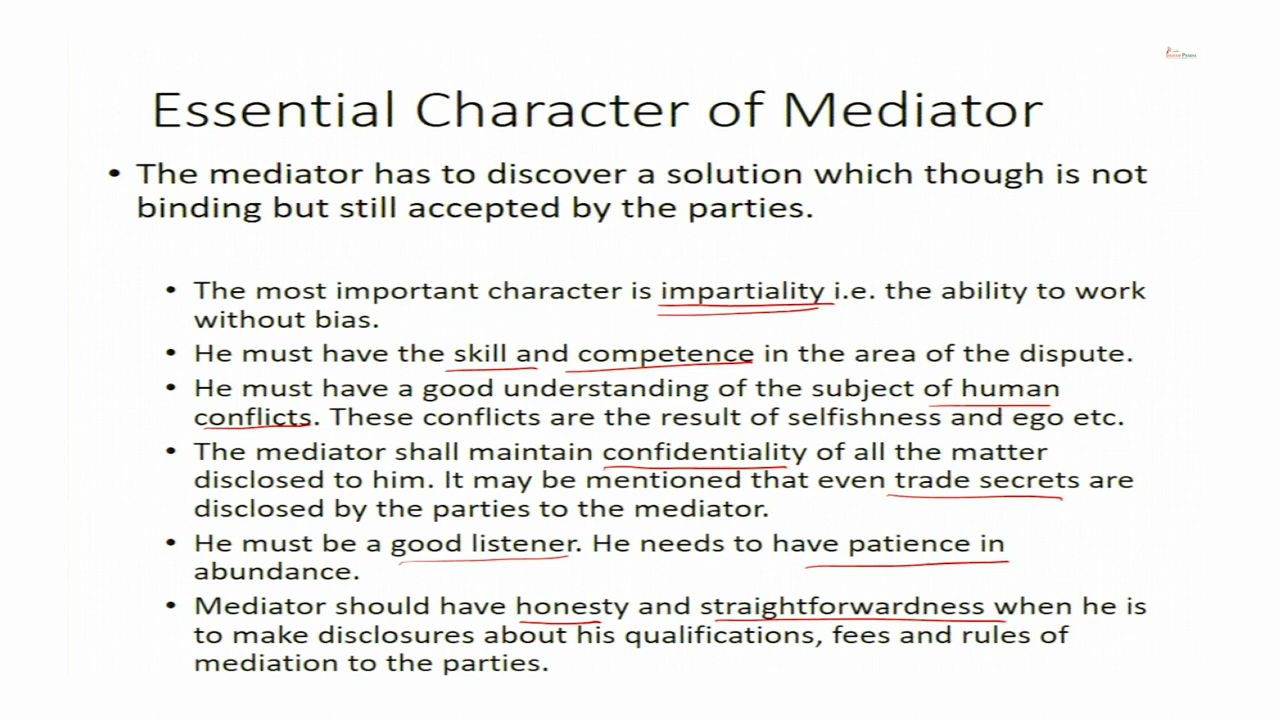 Essential Character of Mediator
• The mediator has to discover a solution which though is not
binding but still accepted by the parties.
• The most important character is impartiality i.e. the ability to work
without bias.
• He must have the skill and competence in the area of the dispute.
• He must have a good understanding of the subject of human
conflicts. These conflicts are the result of selfishness and ego etc.
• The mediator shall maintain confidentiality of all the matter
disclosed to him. It may be mentioned that even trade secrets are
disclosed by the parties to the mediator.
• He must be a good listener. He needs to have patience in
abundance.
• Mediator should have honesty and straightforwardness when he is
to make disclosures about his qualifications, fees and rules of
mediation to the parties.